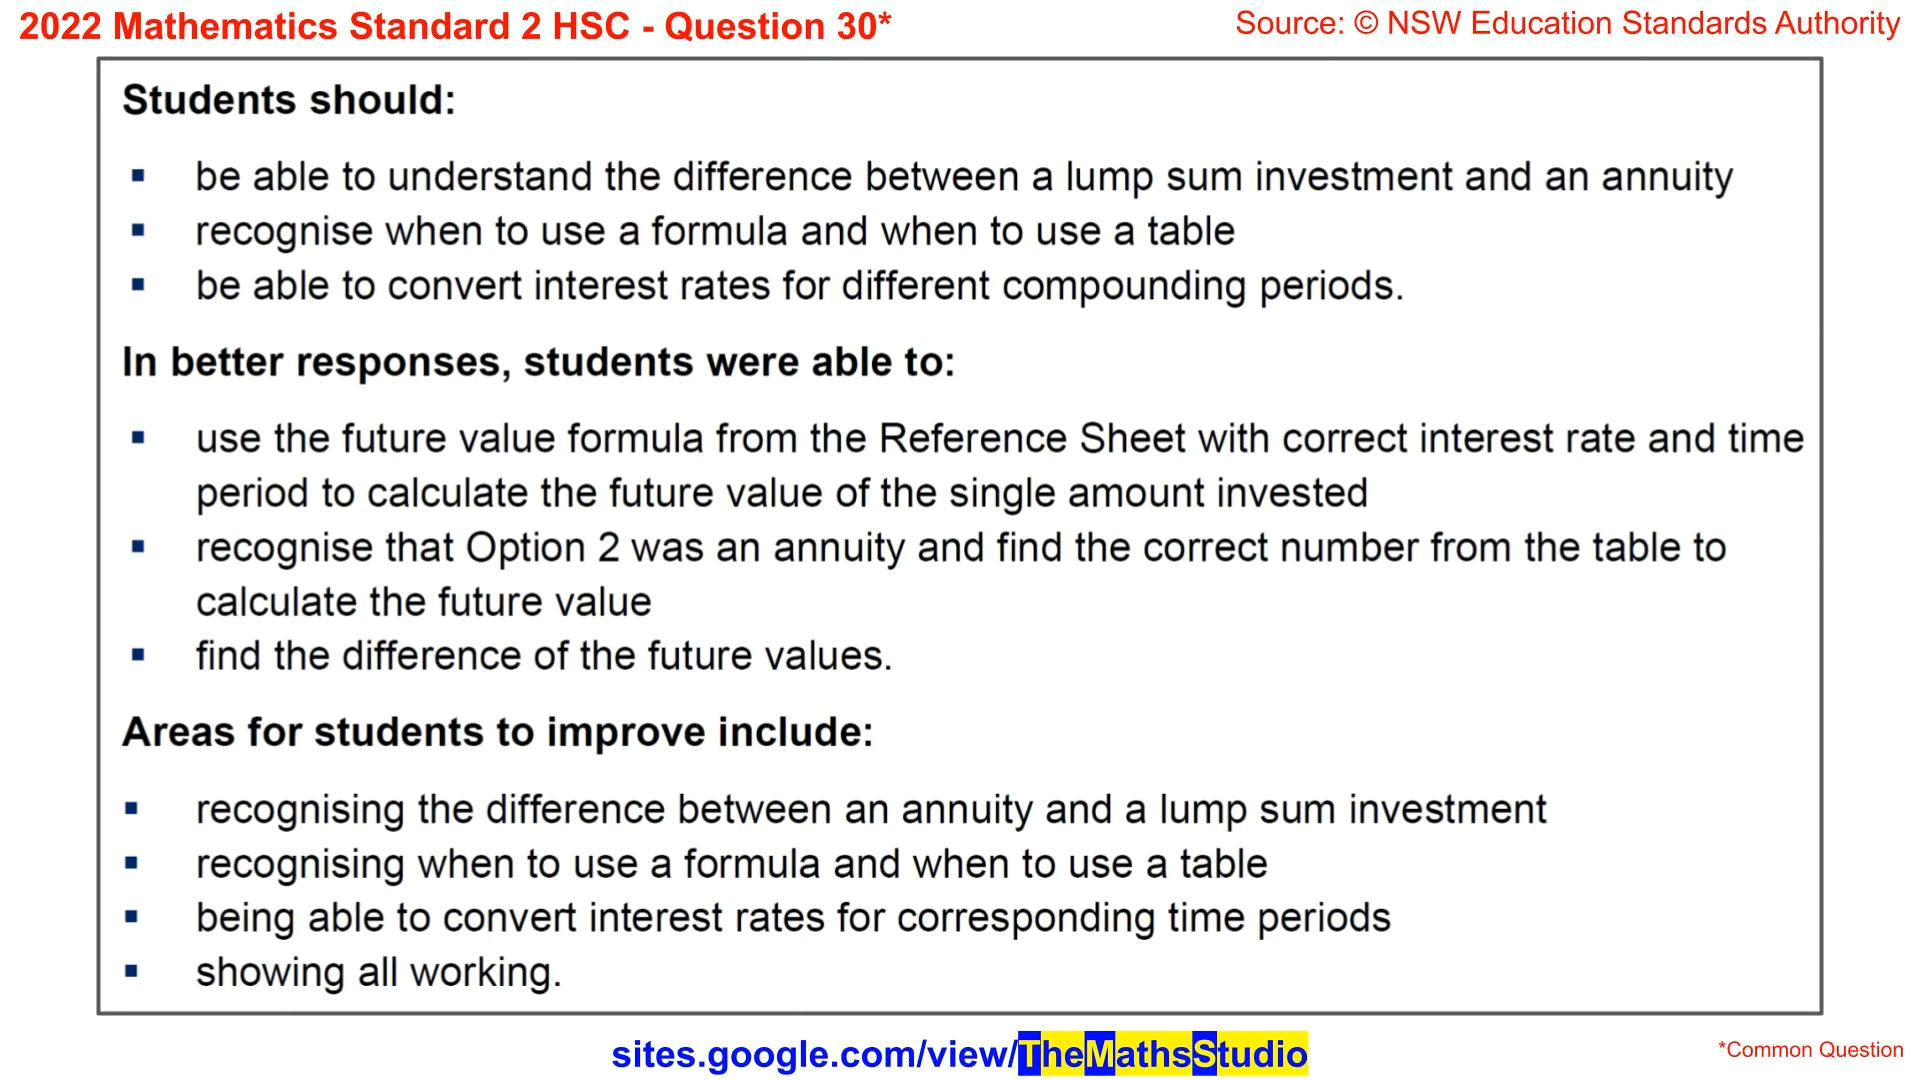 2022 Mathematics Standard 2 HSC - Question 30*
Source: © NSW Education Standards Authority
Students should:
▪ be able to understand the difference between a lump sum investment and an annuity
▪ recognise when to use a formula and when to use a table
▪ be able to convert interest rates for different compounding periods.
In better responses, students were able to:
▪ use the future value formula from the Reference Sheet with correct interest rate and time
period to calculate the future value of the single amount invested
▪ recognise that Option 2 was an annuity and find the correct number from the table to
calculate the future value
▪ find the difference of the future values.
Areas for students to improve include:
▪ recognising the difference between an annuity and a lump sum investment
▪ recognising when to use a formula and when to use a table
▪ being able to convert interest rates for corresponding time periods
▪ showing all working.
sites.google.com/view/TheMathsStudio
*Common Question